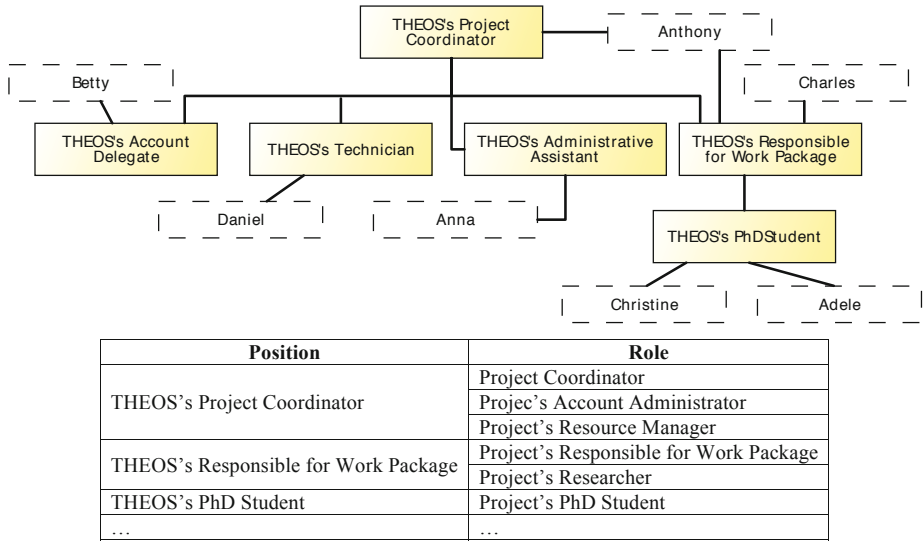 THEOS's Project
Coordinator
Anthony
Betty
Charles
THEOS's Account
Delegate
THEOS's Technician
THEOS's Administrative
Assistant
THEOS's Responsible
for Work Package
Daniel
Anna
THEOS's PhDStudent
Christine
Adele
Position Role
THEOS's Project Coordinator
Project Coordinator
Projec's Account Administrator
Project's Resource Manager
THEOS's Responsible for Work Package
Project's Responsible for Work Package
Project's Researcher
THEOS's PhD Student Project's PhD Student
… …